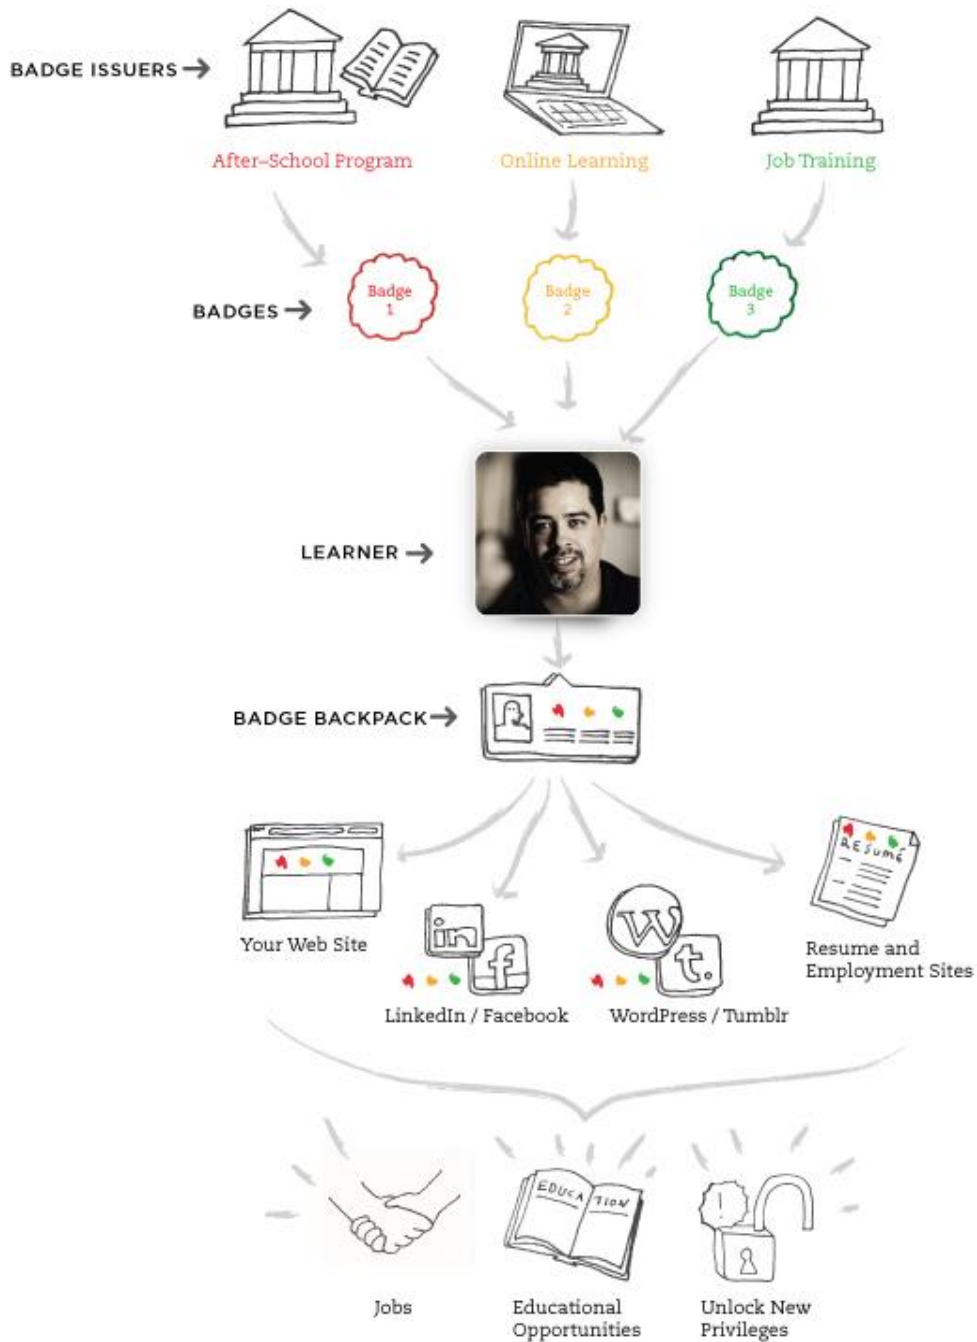 BADGE ISSUERS →
After–School Program
Online Learning
Job Training
BADGES →
Badge
1
Badge
2
Badge
3
LEARNER →
BADGE BACKPACK →
RESUMÉ
Your Web Site
in
f
LinkedIn / Facebook
W
t.
WordPress / Tumblr
Resume and
Employment Sites
EDUCATION
!
Jobs
Educational
Opportunities
Unlock New
Privileges